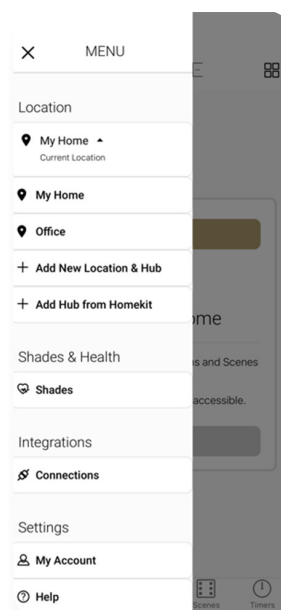 MENU
E
Location
My Home
Current Location
My Home
Office
+ Add New Location & Hub
+ Add Hub from Homekit
ome
ns and Scenes
accessible.
Shades & Health
Shades
Integrations
Connections
Settings
My Account
Help
Scenes
Timers